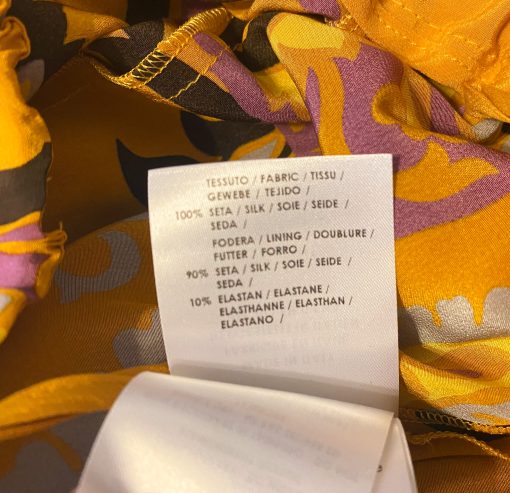 TESSUTO / FABRIC / TISSU /
GEWEBE / TEJIDO /
100% SETA / SILK / SOIE / SEIDE /
SEDA /
FODERA / LINING / DOUBLURE /
FUTTER / FORRO /
90% SETA / SILK / SOIE / SEIDE /
SEDA /
10% ELASTAN / ELASTANE /
ELASTHANNE / ELASTHAN /
ELASTANO /